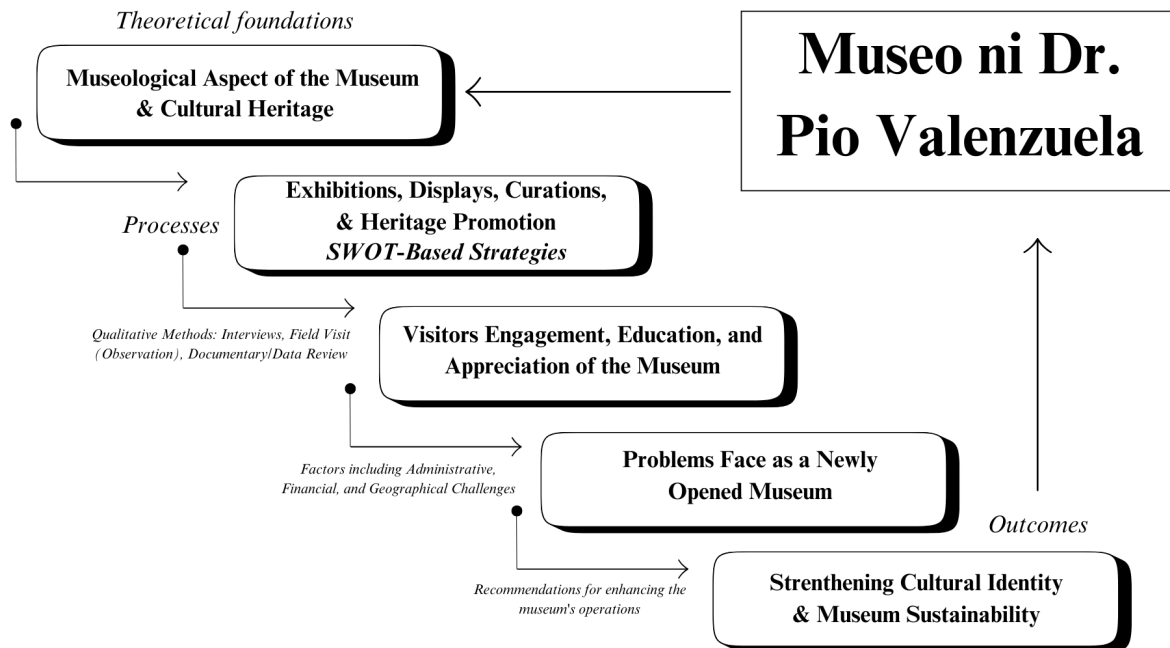 Theoretical foundations
Museological Aspect of the Museum
& Cultural Heritage
Museo ni Dr.
Pio Valenzuela
Exhibitions, Displays, Curations,
& Heritage Promotion
SWOT-Based Strategies
Processes
Qualitative Methods: Interviews, Field Visit
(Observation), Documentary/Data Review
Visitors Engagement, Education, and
Appreciation of the Museum
Factors including Administrative,
Financial, and Geographical Challenges
Problems Face as a Newly
Opened Museum
Outcomes
Recommendations for enhancing the
museum's operations
Strenthening Cultural Identity
& Museum Sustainability